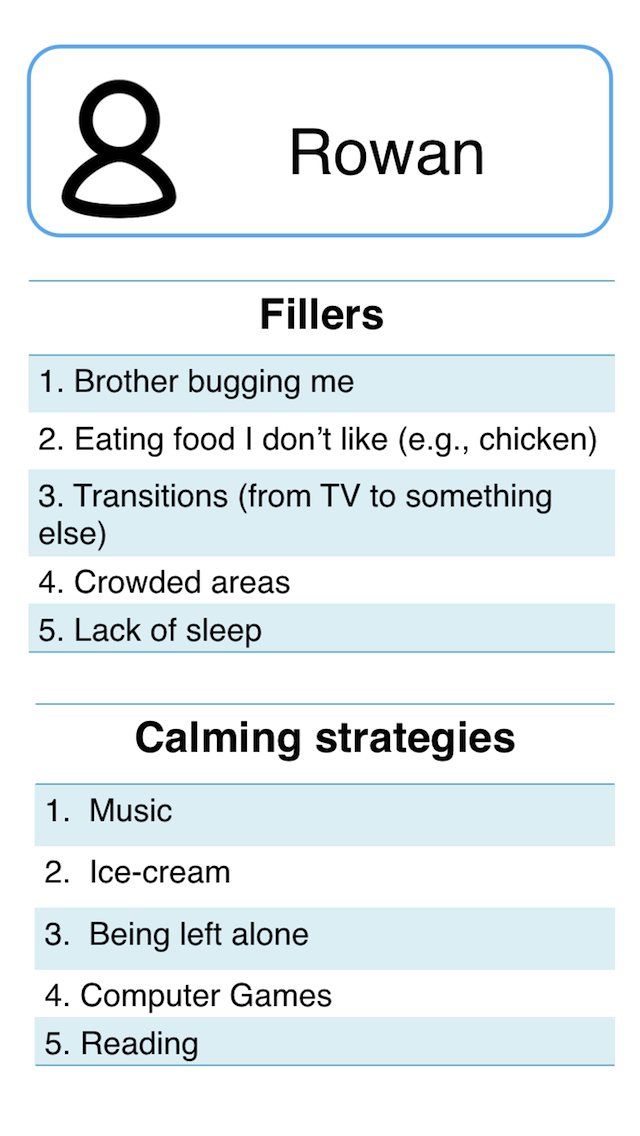 Rowan
Fillers
1. Brother bugging me
2. Eating food I don’t like (e.g., chicken)
3. Transitions (from TV to something
else)
4. Crowded areas
5. Lack of sleep
Calming strategies
1. Music
2. Ice-cream
3. Being left alone
4. Computer Games
5. Reading